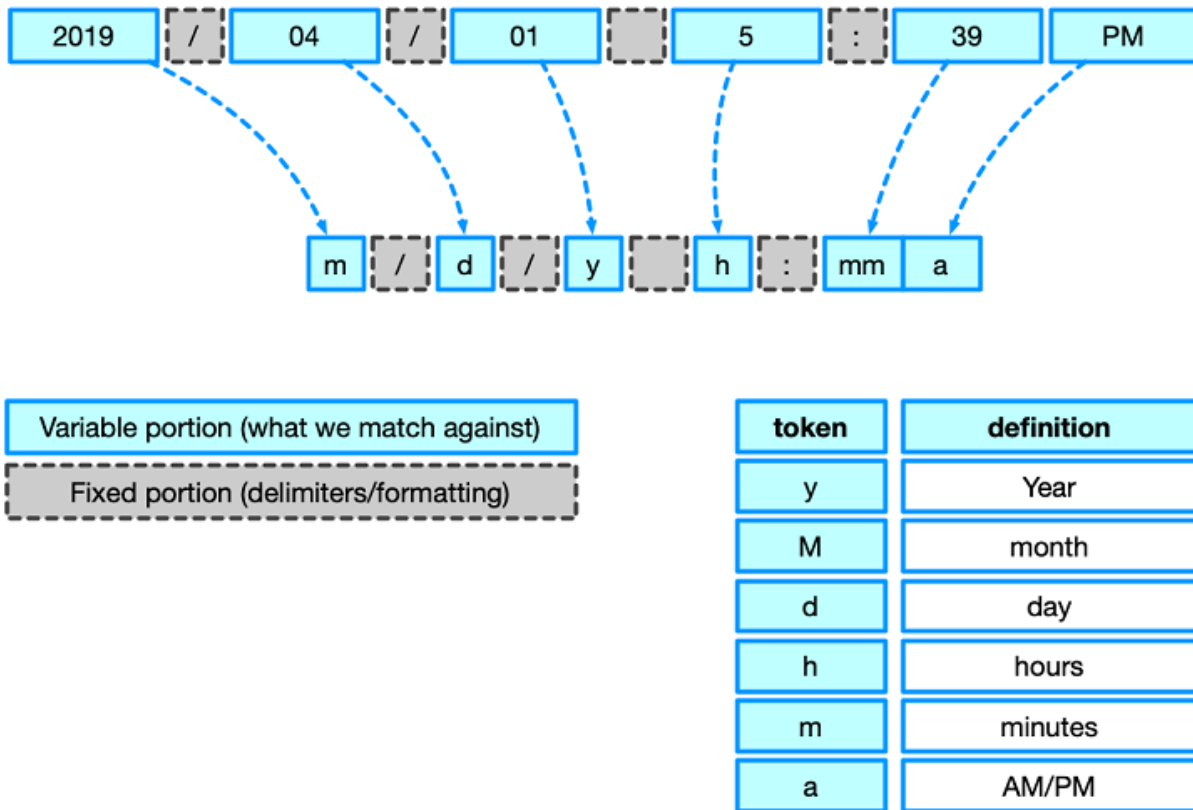 2019 / 04 / 01 5 : 39 PM
m / d / y h : mm a
Variable portion (what we match against)
Fixed portion (delimiters/formatting)
token definition
y Year
M month
d day
h hours
m minutes
a AM/PM